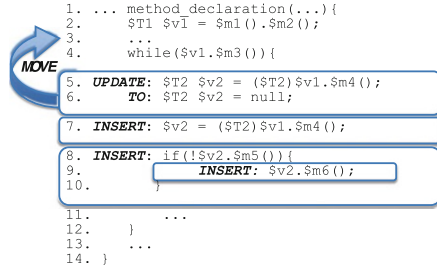 1. ... method_declaration(...){
2. $T1 $v1 = $m1().$m2();
3. ...
4. while($v1.$m3()){
MOVE
5. UPDATE: $T2 $v2 = ($T2)$v1.$m4();
6. TO: $T2 $v2 = null;
7. INSERT: $v2 = ($T2)$v1.$m4();
8. INSERT: if(!$v2.$m5()){
9. INSERT: $v2.$m6();
10. }
11. ...
12. }
13. ...
14. }